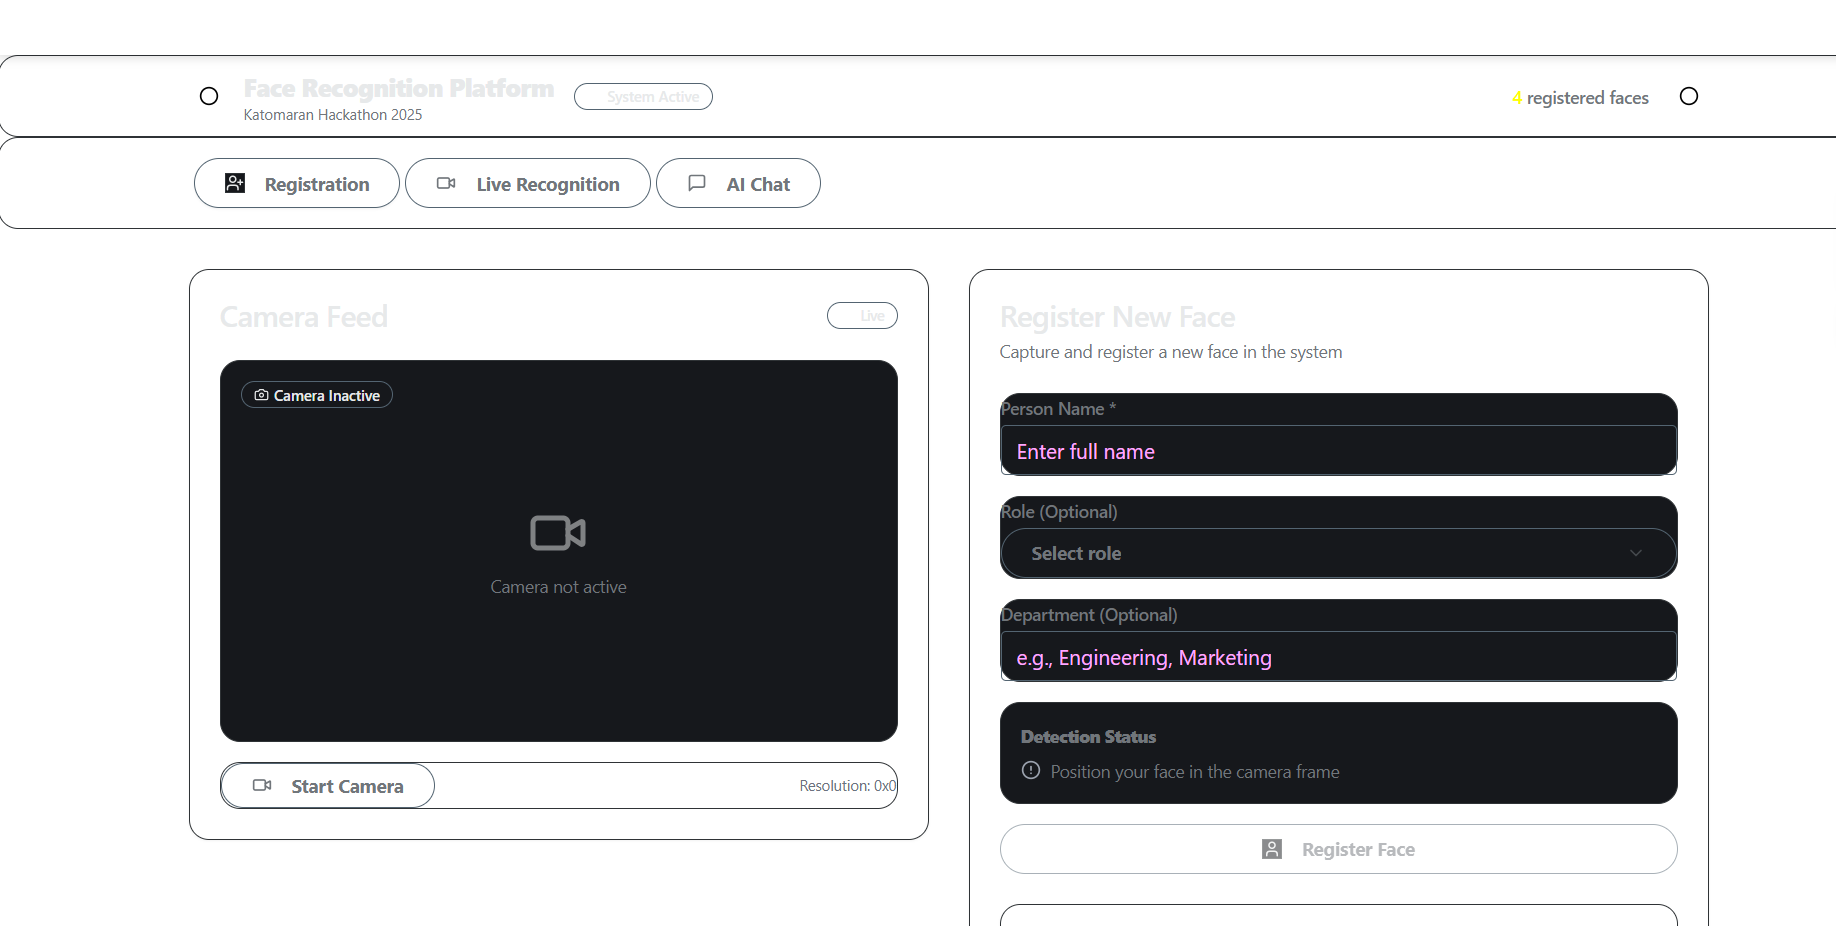 Face Recognition Platform
Katomaran Hackathon 2025
System Active
4 registered faces
Registration
Live Recognition
AI Chat
Camera Feed
Live
Camera Inactive
Camera not active
Start Camera
Resolution: 0x0
Register New Face
Capture and register a new face in the system
Person Name *
Enter full name
Role (Optional)
Select role
Department (Optional)
e.g., Engineering, Marketing
Detection Status
Position your face in the camera frame
Register Face